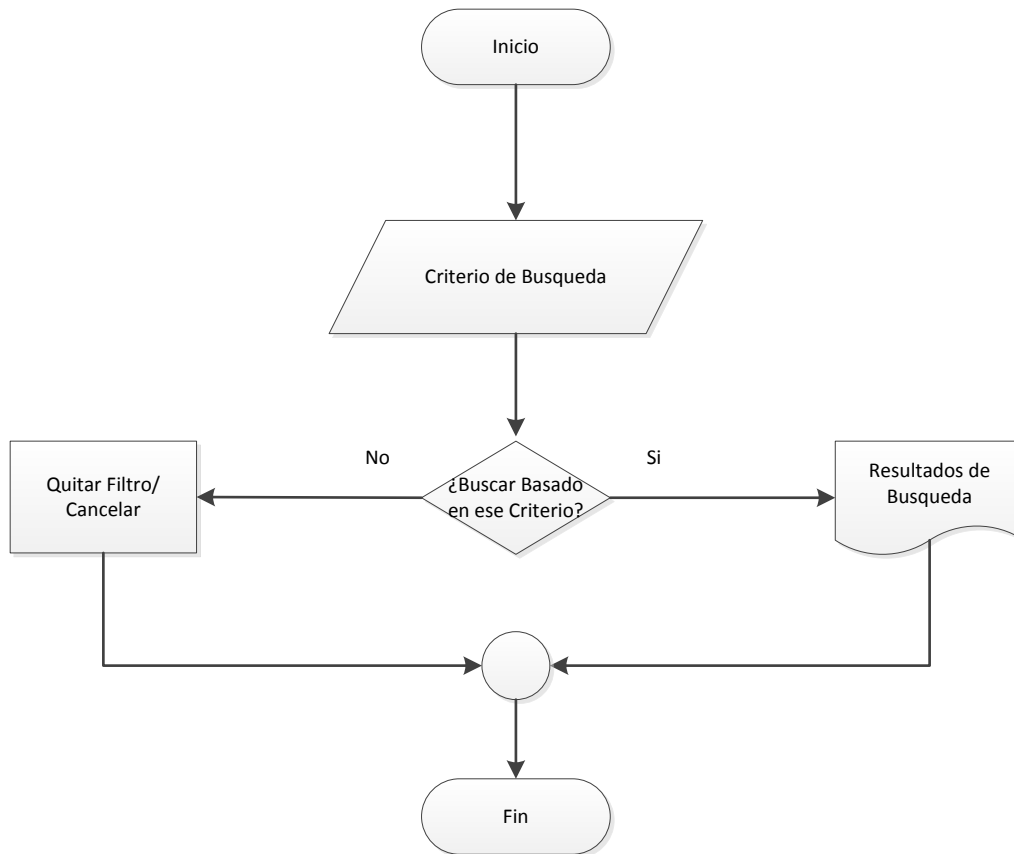 Inicio
Criterio de Busqueda
No
Si
Quitar Filtro/
Cancelar
¿Buscar Basado
en ese Criterio?
Resultados de
Busqueda
Fin